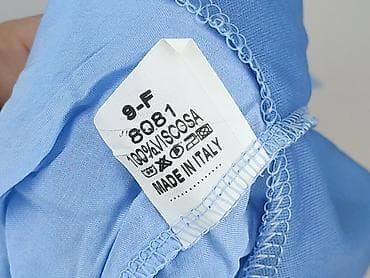 9-F
8081
100%VISCOSA
MADE IN ITALY